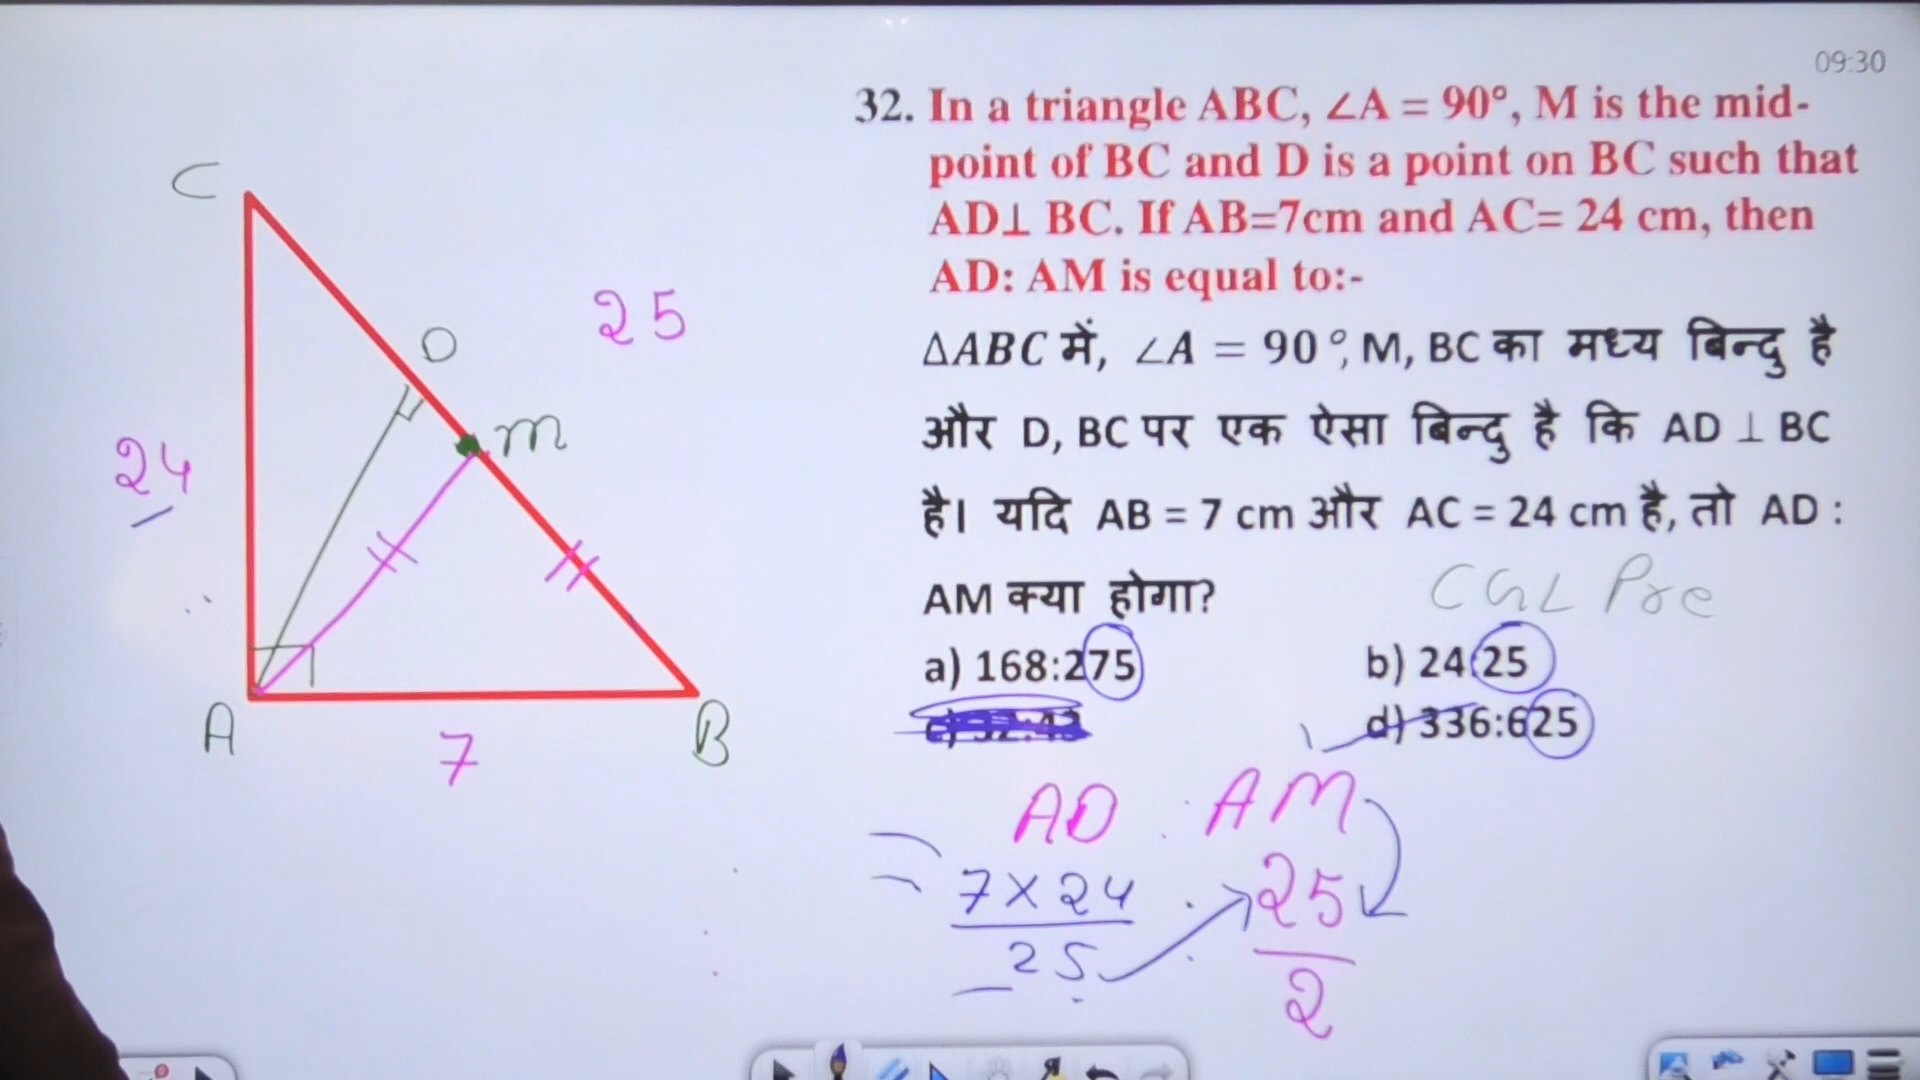 09:30
32. In a triangle ABC, ∠A = 90°, M is the mid-
point of BC and D is a point on BC such that
AD⊥ BC. If AB=7cm and AC= 24 cm, then
AD: AM is equal to:-
ΔABC में, ∠A = 90°, M, BC का मध्य बिन्दु है
और D, BC पर एक ऐसा बिन्दु है कि AD ⊥ BC
है। यदि AB = 7 cm और AC = 24 cm है, तो AD :
AM क्या होगा?
CGL Pre
a) 168:275
b) 24:25
d) 336:625
C
D
25
M
24
A
7
B
AD : AM
7 × 24 : 25
25
2